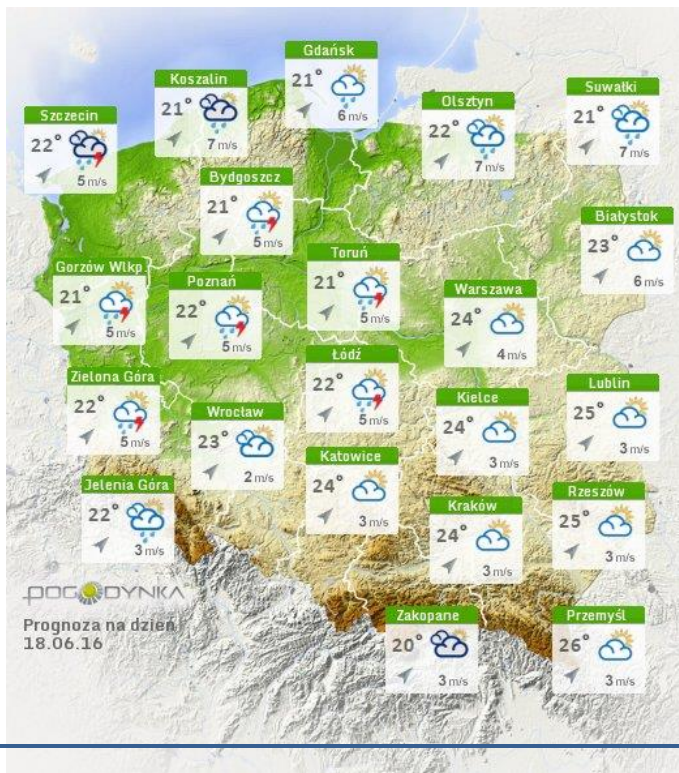 Gdańsk
21°
6 m/s
Koszalin
21°
7 m/s
Suwałki
21°
7 m/s
Olsztyn
22°
7 m/s
Szczecin
22°
5 m/s
Bydgoszcz
21°
5 m/s
Białystok
23°
6 m/s
Toruń
21°
5 m/s
Gorzów Wlkp.
21°
5 m/s
Poznań
22°
5 m/s
Warszawa
24°
4 m/s
Łódź
22°
5 m/s
Zielona Góra
22°
5 m/s
Lublin
25°
3 m/s
Kielce
24°
3 m/s
Wrocław
23°
2 m/s
Katowice
24°
3 m/s
Jelenia Góra
22°
3 m/s
Rzeszów
25°
3 m/s
Kraków
24°
3 m/s
POGODYNKA
Prognoza na dzień
18.06.16
Zakopane
20°
3 m/s
Przemyśl
26°
3 m/s